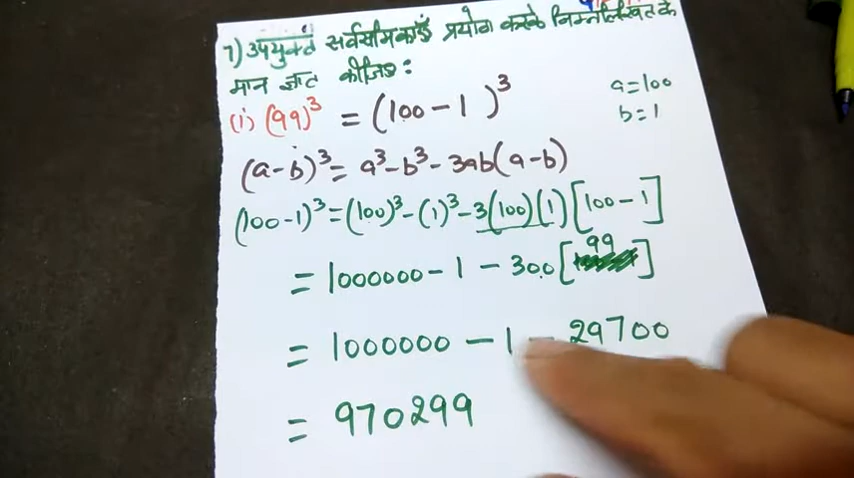 7) उपयुक्त सर्वसमिकाओं प्रयोग करके निम्नलिखित के
मान ज्ञात कीजिए :
(i) (99)³ = (100 - 1)³
a = 100
b = 1
(a-b)³ = a³ - b³ - 3ab(a-b)
(100-1)³ = (100)³ - (1)³ - 3(100)(1)[100 - 1]
= 1000000 - 1 - 300[99]
= 1000000 - 1 - 29700
= 970299